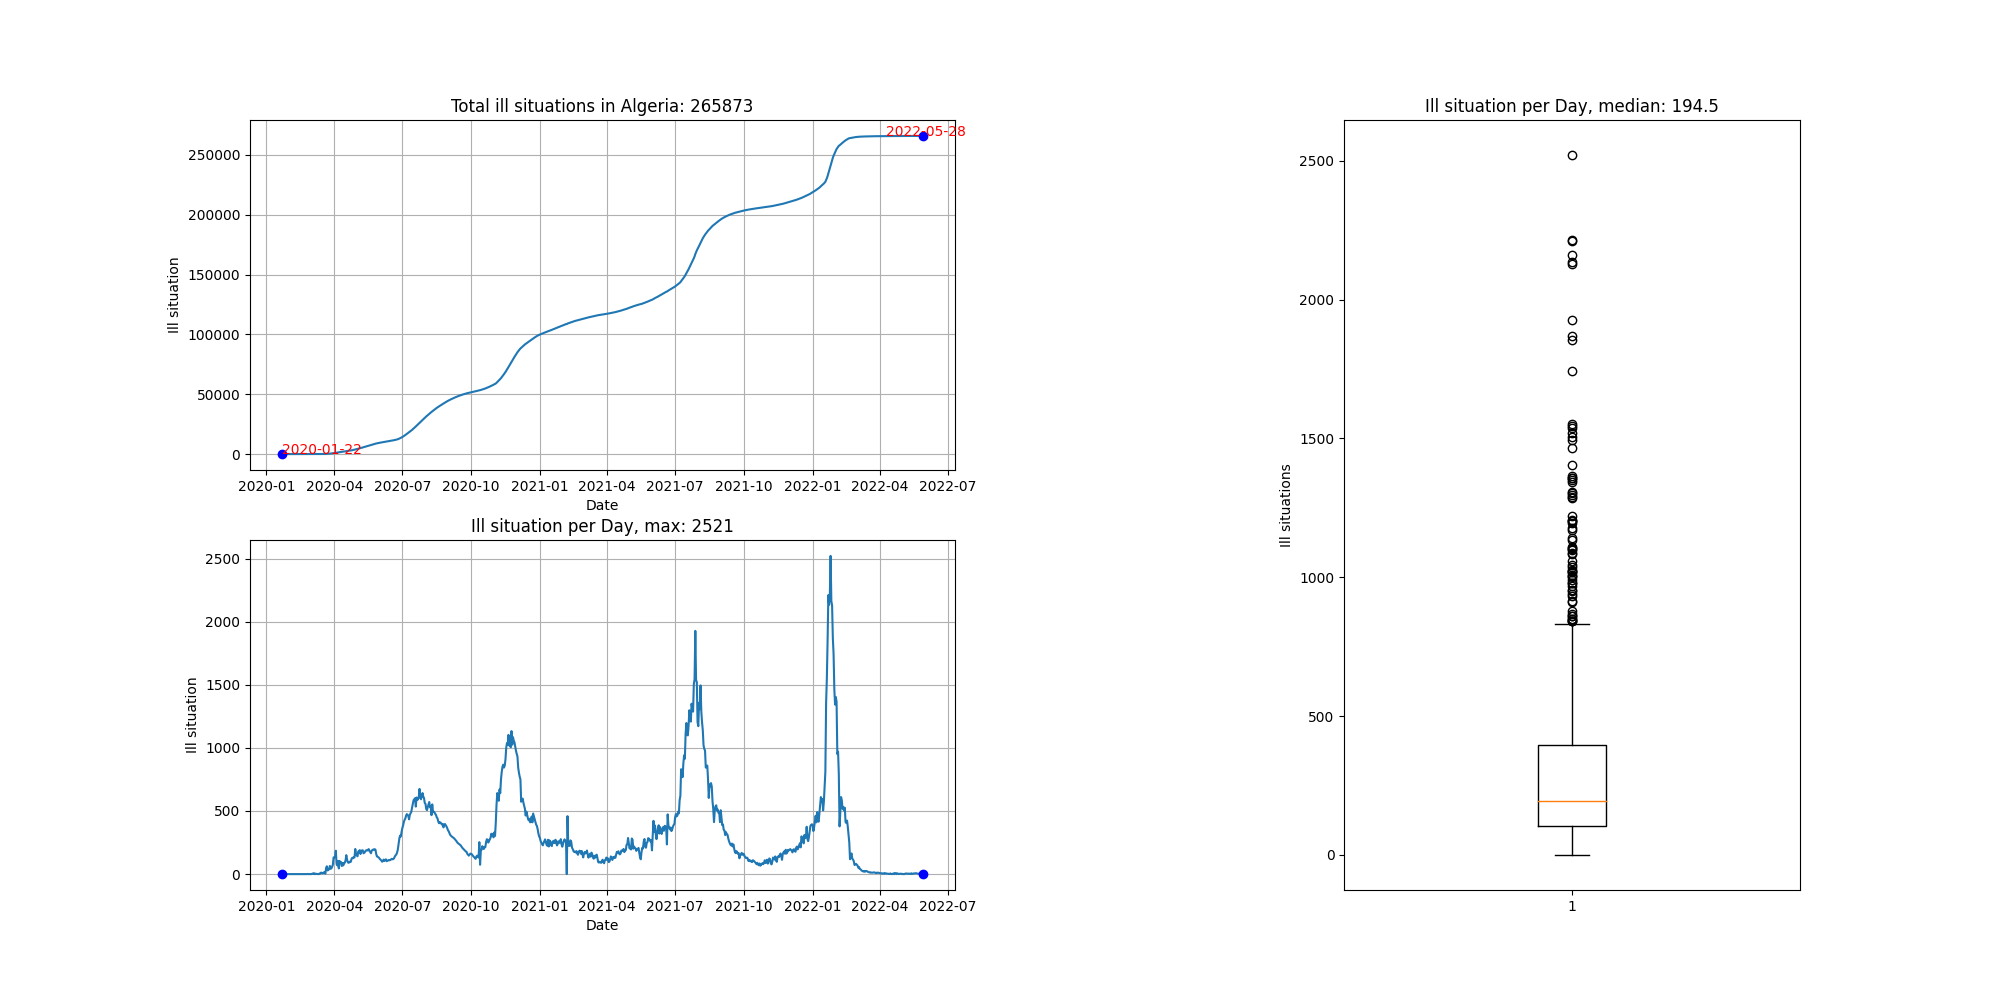 Total ill situations in Algeria: 265873
Ill situation
250000
200000
150000
100000
50000
0
2022-05-28
2020-01-22
2020-01 2020-04 2020-07 2020-10 2021-01 2021-04 2021-07 2021-10 2022-01 2022-04 2022-07
Date
Ill situation per Day, max: 2521
Ill situation
2500
2000
1500
1000
500
0
2020-01 2020-04 2020-07 2020-10 2021-01 2021-04 2021-07 2021-10 2022-01 2022-04 2022-07
Date
Ill situation per Day, median: 194.5
Ill situations
2500
2000
1500
1000
500
0
1